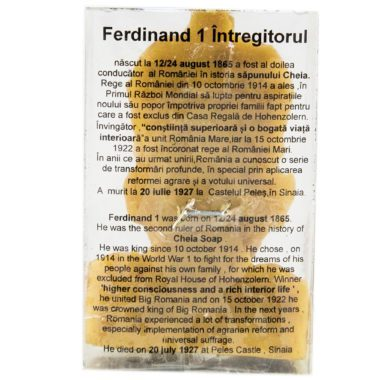 Ferdinand 1 Întregitorul
născut la 12/24 august 1865 a fost al doilea
conducător al României în istoria săpunului Cheia.
Rege al României din 10 octombrie 1914 a ales ,în
Primul Război Mondial să lupte pentru aspirațiile
noului său popor împotriva propriei familii fapt pentru
care a fost exclus din Casa Regală de Hohenzolern.
Învingător ,"conștiință superioară și o bogată viață
interioară"a unit România Mare,iar la 15 octombrie
1922 a fost încoronat rege al României Mari.
În anii ce au urmat unirii,România a cunoscut o serie
de transformări profunde, în special prin aplicarea
reformei agrare și a votului universal.
A murit la 20 iulie 1927 la Castelul Peleș,în Sinaia.
Ferdinand 1 was born on 12/24 august 1865.
He was the second ruler of Romania in the history of
Cheia Soap
He was king since 10 october 1914 . He chose , on
1914 in the World War 1 to fight for the dreams of his
people against his own family , for which he was
excluded from Royal House of Hohenzolern. Winner
'higher consciousness and a rich interior life ' ,
he united Big Romania and on 15 october 1922 he
was crowned king of Big Romania . In the next years
Romania experienced a lot of transformations ,
especially implementation of agrarian reform and
universal suffrage.
He died on 20 july 1927 at Peles Castle , Sinaia